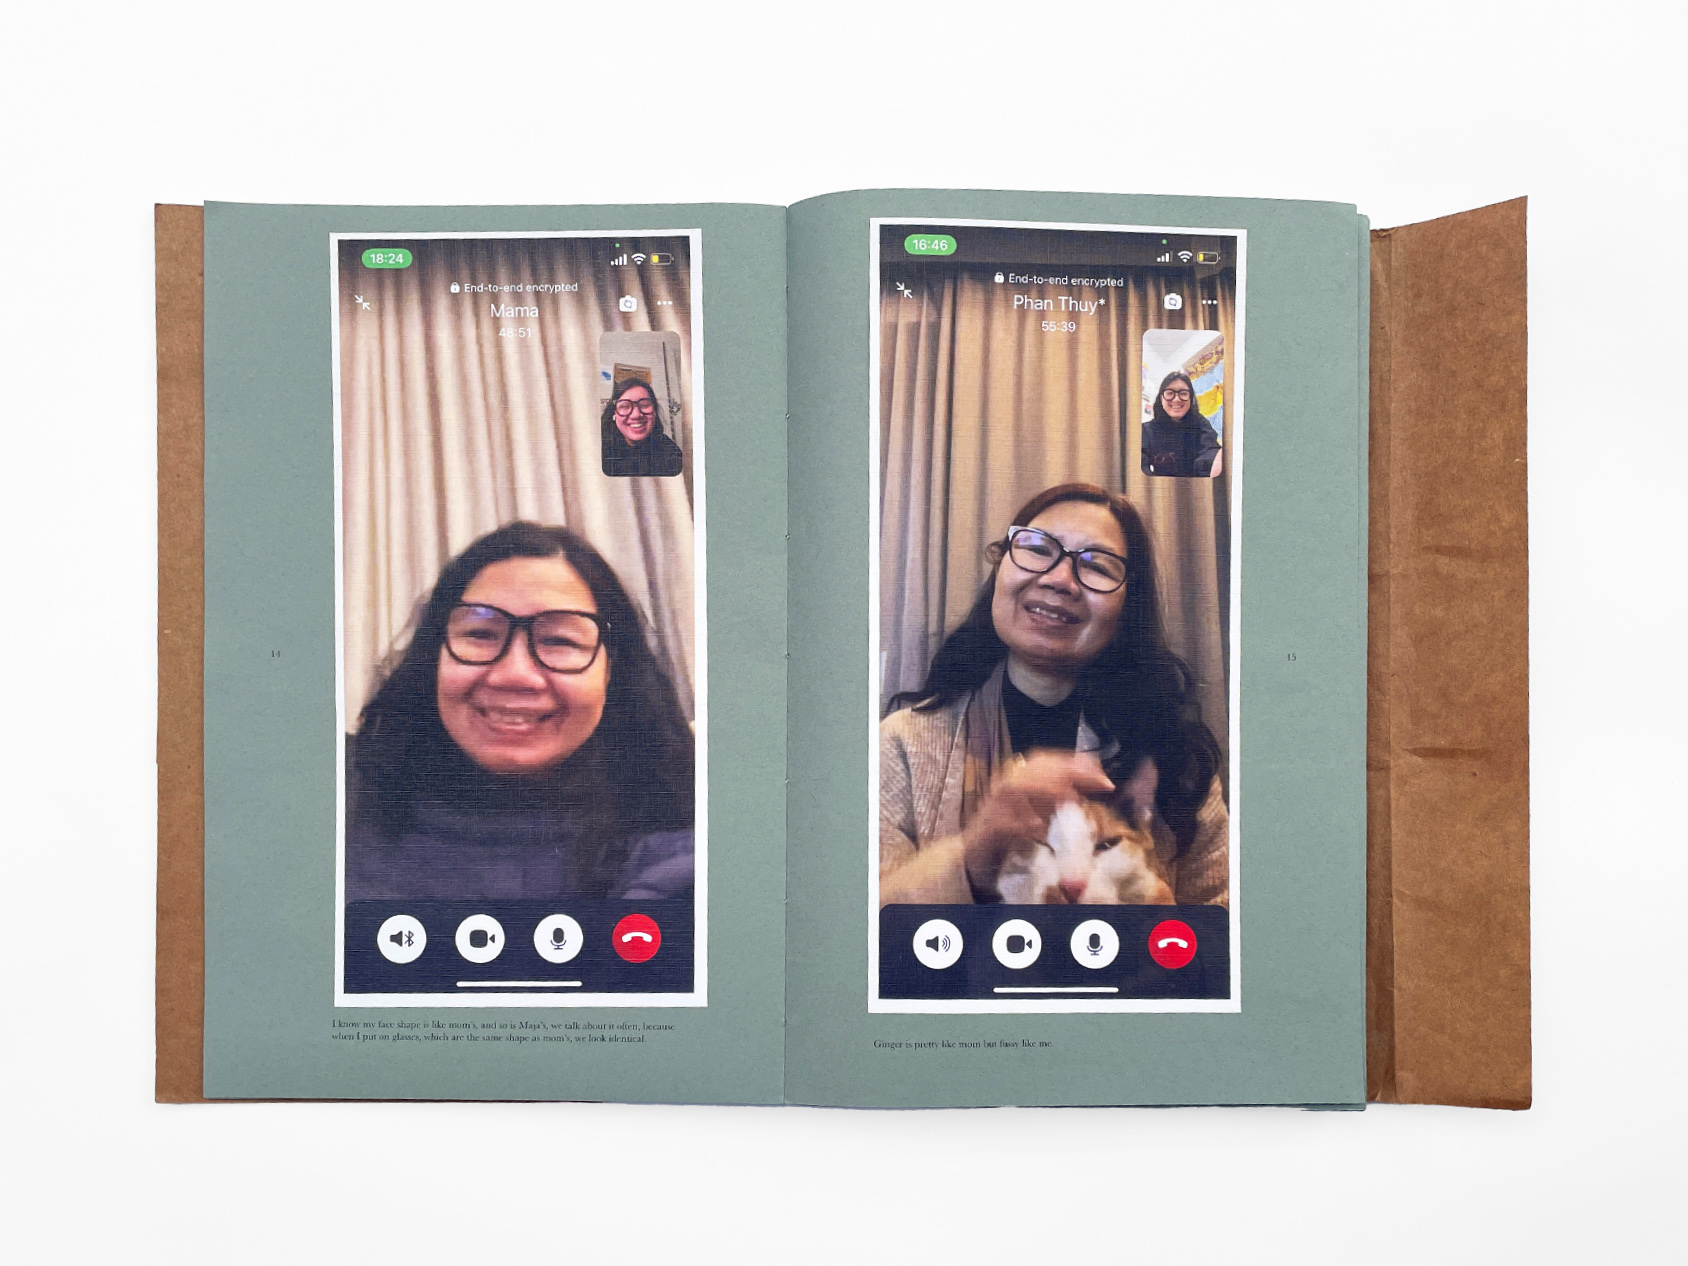 18:24
End-to-end encrypted
Mama
48:51
14
I know my face shape is like mom's, and so is Maja's, we talk about it often, because
when I put on glasses, which are the same shape as mom's, we look identical.
16:46
End-to-end encrypted
Phan Thuy*
55:39
15
Ginger is pretty like mom but fussy like me.